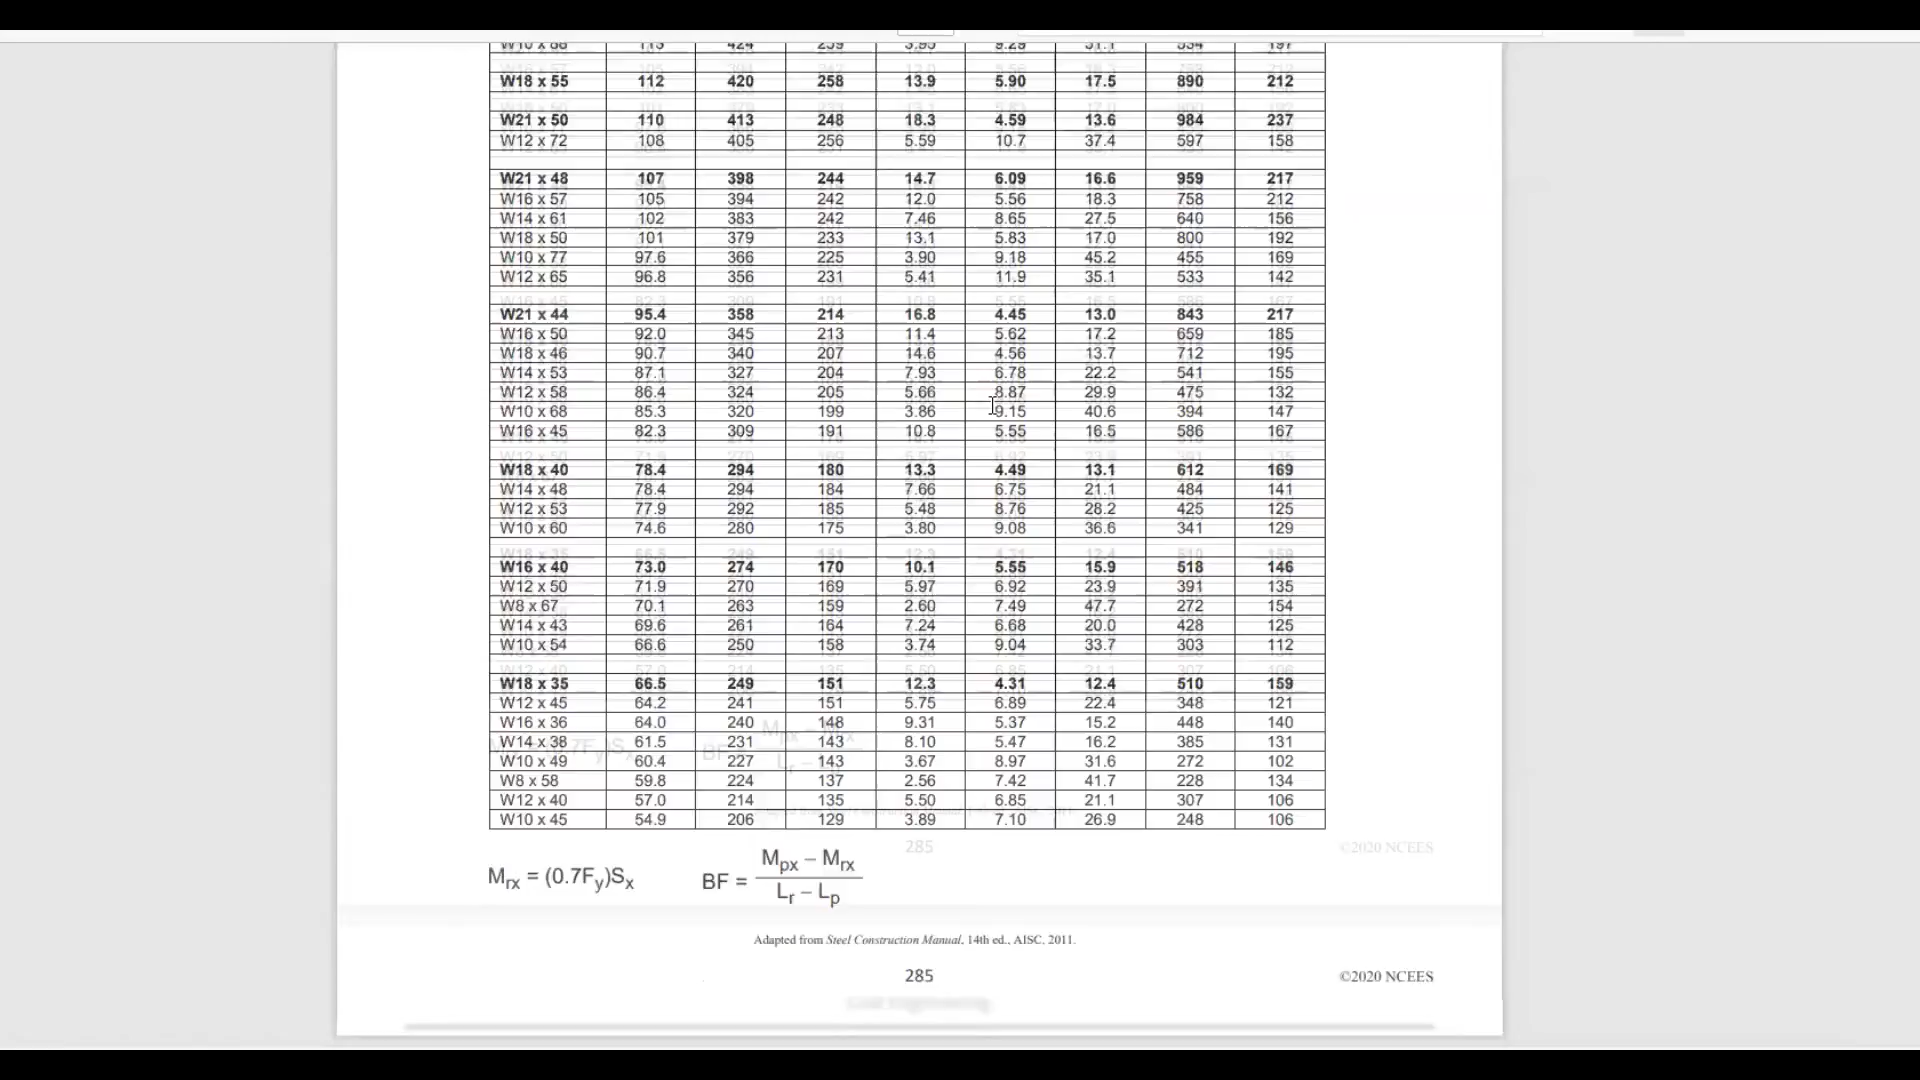 W18 x 55 112 420 258 13.9 5.90 17.5 890 212
W21 x 50 110 413 248 18.3 4.59 13.6 984 237
W12 x 72 108 405 256 5.59 10.7 37.4 597 158
W21 x 48 107 398 244 14.7 6.09 16.6 959 217
W16 x 57 105 394 242 12.0 5.56 18.3 758 212
W14 x 61 102 383 242 7.46 8.65 27.5 640 156
W18 x 50 101 379 233 13.1 5.83 17.0 800 192
W10 x 77 97.6 366 225 3.90 9.18 45.2 455 169
W12 x 65 96.8 356 231 5.41 11.9 35.1 533 142
W21 x 44 95.4 358 214 16.8 4.45 13.0 843 217
W16 x 50 92.0 345 213 11.4 5.62 17.2 659 185
W18 x 46 90.7 340 207 14.6 4.56 13.7 712 195
W14 x 53 87.1 327 204 7.93 6.78 22.2 541 155
W12 x 58 86.4 324 205 5.66 8.87 29.9 475 132
W10 x 68 85.3 320 199 3.86 9.15 40.6 394 147
W16 x 45 82.3 309 191 10.8 5.55 16.5 586 167
W18 x 40 78.4 294 180 13.3 4.49 13.1 612 169
W14 x 48 78.4 294 184 7.66 6.75 21.1 484 141
W12 x 53 77.9 292 185 5.48 8.76 28.2 425 125
W10 x 60 74.6 280 175 3.80 9.08 36.6 341 129
W16 x 40 73.0 274 170 10.1 5.55 15.9 518 146
W12 x 50 71.9 270 169 5.97 6.92 23.9 391 135
W8 x 67 70.1 263 159 2.60 7.49 47.7 272 154
W14 x 43 69.6 261 164 7.24 6.68 20.0 428 125
W10 x 54 66.6 250 158 3.74 9.04 33.7 303 112
W18 x 35 66.5 249 151 12.3 4.31 12.4 510 159
W12 x 45 64.2 241 151 5.75 6.89 22.4 348 121
W16 x 36 64.0 240 148 9.31 5.37 15.2 448 140
W14 x 38 61.5 231 143 8.10 5.47 16.2 385 131
W10 x 49 60.4 227 143 3.67 8.97 31.6 272 102
W8 x 58 59.8 224 137 2.56 7.42 41.7 228 134
W12 x 40 57.0 214 135 5.50 6.85 21.1 307 106
W10 x 45 54.9 206 129 3.89 7.10 26.9 248 106
285 ©2020 NCEES
Mrx = (0.7Fy)Sx BF = Mpx – Mrx
Lr – Lp
Adapted from Steel Construction Manual, 14th ed., AISC, 2011.
285 ©2020 NCEES